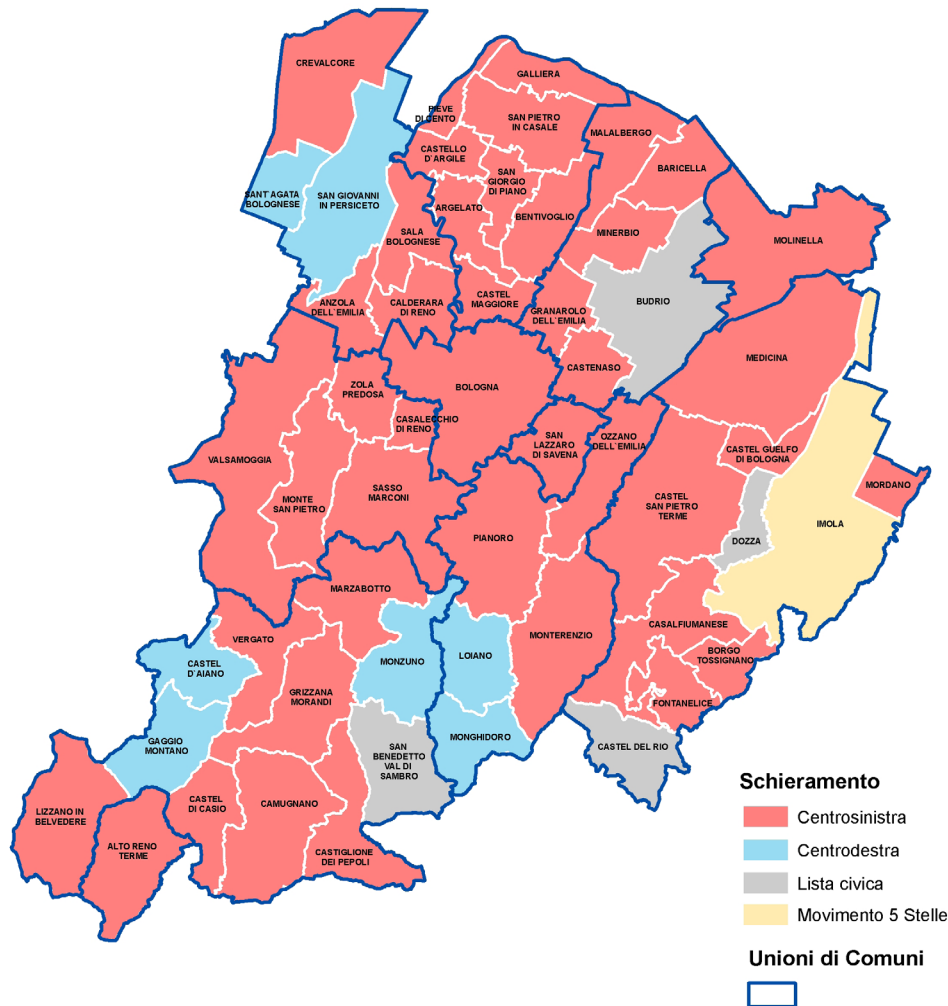 CREVALCORE
GALLIERA
PIEVE
DI CENTO
SAN PIETRO
IN CASALE
MALALBERGO
CASTELLO
D`ARGILE
SAN
GIORGIO
DI PIANO
BARICELLA
SANT`AGATA
BOLOGNESE
SAN GIOVANNI
IN PERSICETO
ARGELATO
BENTIVOGLIO
MINERBIO
SALA
BOLOGNESE
MOLINELLA
ANZOLA
DELL`EMILIA
CALDERARA
DI RENO
CASTEL
MAGGIORE
GRANAROLO
DELL`EMILIA
BUDRIO
MEDICINA
ZOLA
PREDOSA
BOLOGNA
CASTENASO
CASALECCHIO
DI RENO
SAN
LAZZARO
DI SAVENA
OZZANO
DELL`EMILIA
CASTEL GUELFO
DI BOLOGNA
VALSAMOGGIA
MONTE
SAN PIETRO
SASSO
MARCONI
CASTEL
SAN PIETRO
TERME
MORDANO
PIANORO
DOZZA
IMOLA
MARZABOTTO
VERGATO
MONTERENZIO
CASALFIUMANESE
CASTEL
D`AIANO
MONZUNO
LOIANO
BORGO
TOSSIGNANO
GRIZZANA
MORANDI
FONTANELICE
GAGGIO
MONTANO
SAN
BENEDETTO
VAL DI
SAMBRO
MONGHIDORO
CASTEL DEL RIO
LIZZANO IN
BELVEDERE
CASTEL
DI CASIO
CAMUGNANO
ALTO RENO
TERME
CASTIGLIONE
DEI PEPOLI
Schieramento
Centrosinistra
Centrodestra
Lista civica
Movimento 5 Stelle
Unioni di Comuni